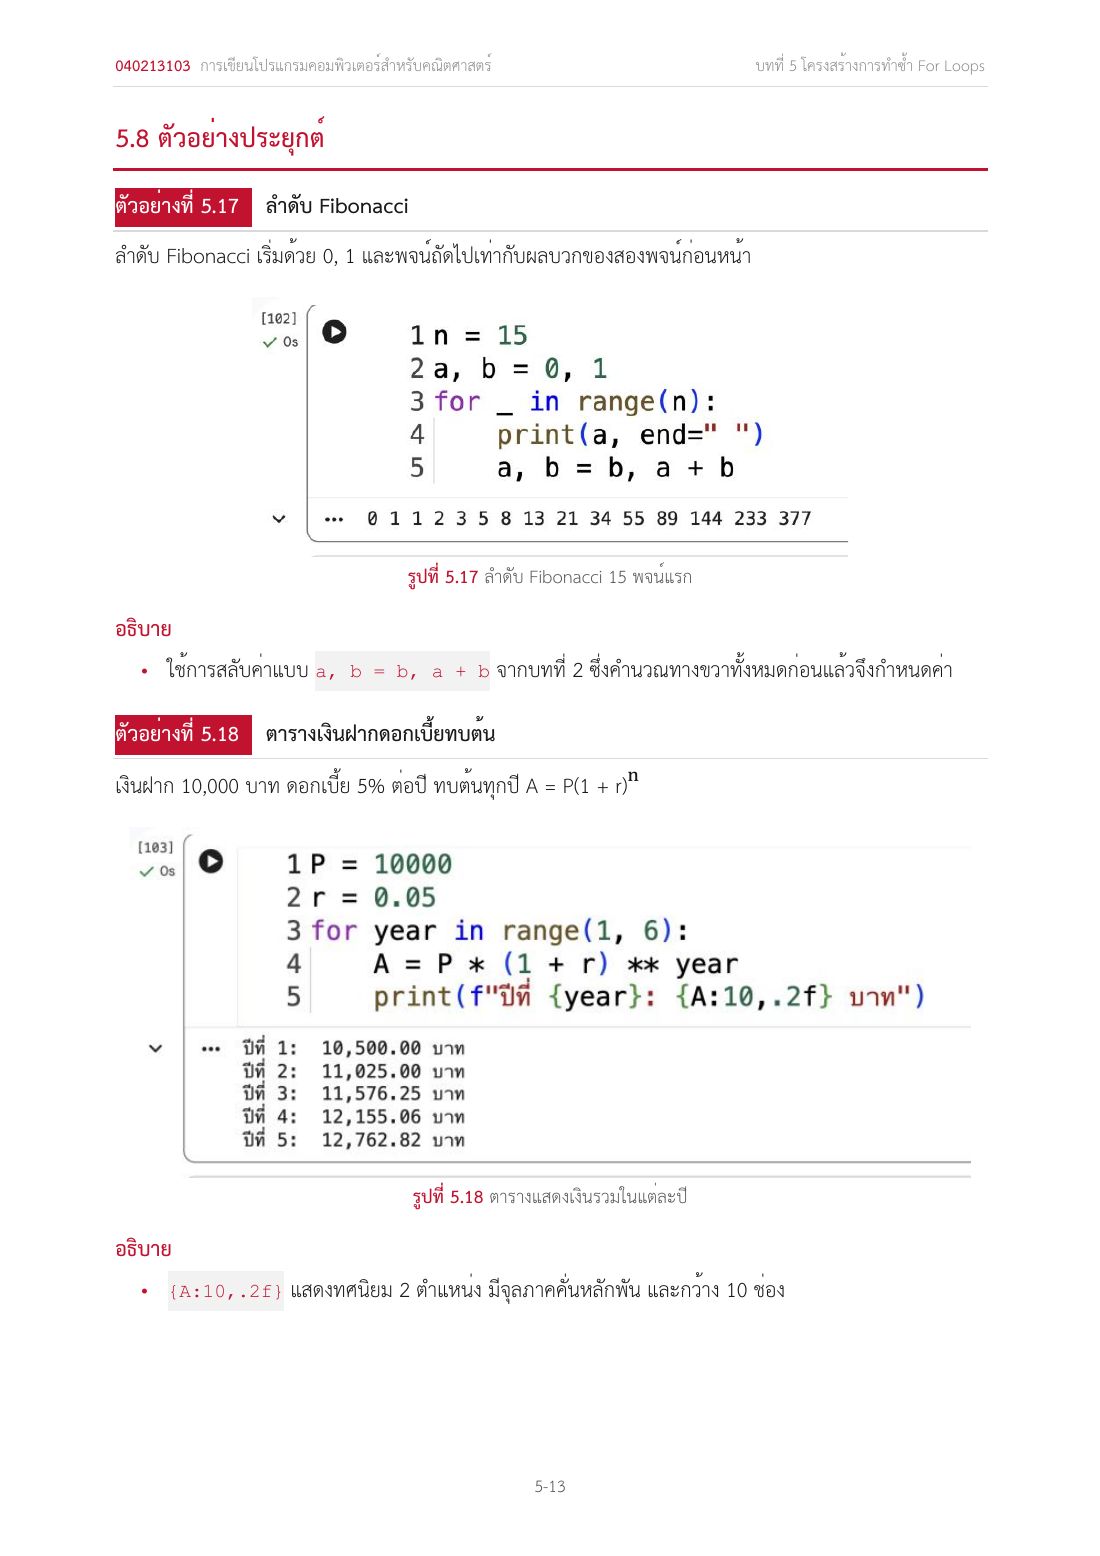 040213103 การเขียนโปรแกรมคอมพิวเตอร์สำหรับคณิตศาสตร์
บทที่ 5 โครงสร้างการทำซ้ำ For Loops
5.8 ตัวอย่างประยุกต์
ตัวอย่างที่ 5.17 ลำดับ Fibonacci
ลำดับ Fibonacci เริ่มด้วย 0, 1 และพจน์ถัดไปเท่ากับผลบวกของสองพจน์ก่อนหน้า
[102]
0s
1 n = 15
2 a, b = 0, 1
3 for _ in range(n):
4     print(a, end=" ")
5     a, b = b, a + b
0 1 1 2 3 5 8 13 21 34 55 89 144 233 377
รูปที่ 5.17 ลำดับ Fibonacci 15 พจน์แรก
อธิบาย
• ใช้การสลับค่าแบบ a, b = b, a + b จากบทที่ 2 ซึ่งคำนวณทางขวาทั้งหมดก่อนแล้วจึงกำหนดค่า
ตัวอย่างที่ 5.18 ตารางเงินฝากดอกเบี้ยทบต้น
เงินฝาก 10,000 บาท ดอกเบี้ย 5% ต่อปี ทบต้นทุกปี A = P(1 + r)ⁿ
[103]
0s
1 P = 10000
2 r = 0.05
3 for year in range(1, 6):
4     A = P * (1 + r) ** year
5     print(f"ปีที่ {year}: {A:10,.2f} บาท")
ปีที่ 1:  10,500.00 บาท
ปีที่ 2:  11,025.00 บาท
ปีที่ 3:  11,576.25 บาท
ปีที่ 4:  12,155.06 บาท
ปีที่ 5:  12,762.82 บาท
รูปที่ 5.18 ตารางแสดงเงินรวมในแต่ละปี
อธิบาย
• {A:10,.2f} แสดงทศนิยม 2 ตำแหน่ง มีจุลภาคคั่นหลักพัน และกว้าง 10 ช่อง
5-13